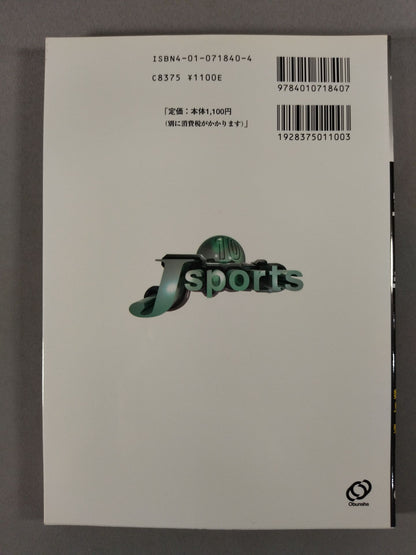 ISBN4-01-071840-4
C8375 ¥1100E
9784010718407
「定価：本体1,100円
(別に消費税がかかります)」
1928375011003
10
J sports
Obunsha